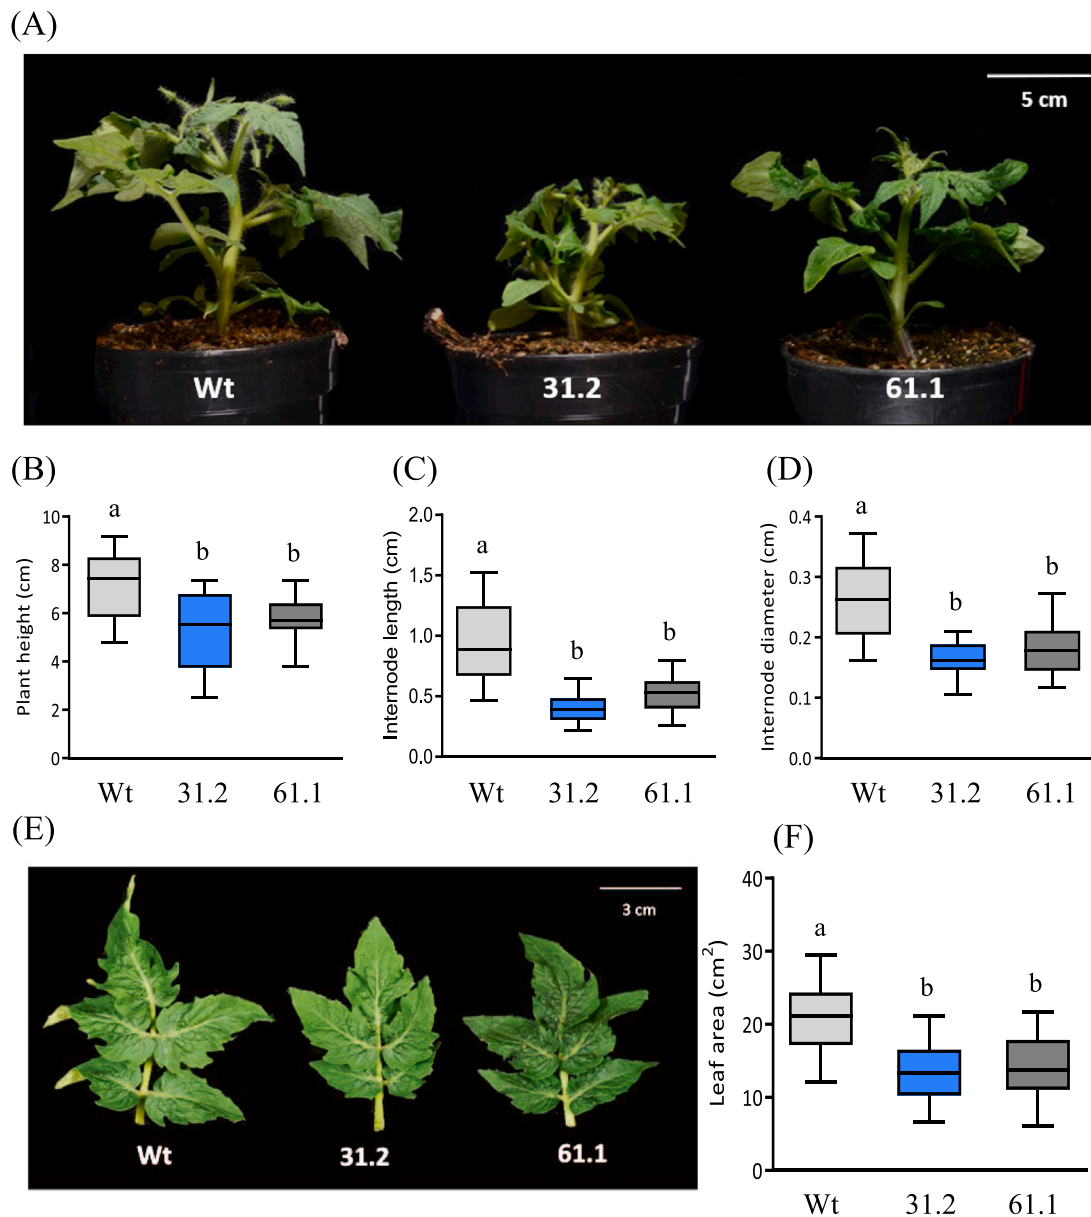 (A)
5 cm
Wt 31.2 61.1
(B)
(C)
(D)
Plant height (cm)
10
8
6
4
2
0
a b b
Wt 31.2 61.1
Internode length (cm)
2.0
1.5
1.0
0.5
0.0
a b b
Wt 31.2 61.1
Internode diameter (cm)
0.4
0.3
0.2
0.1
0.0
a b b
Wt 31.2 61.1
(E)
3 cm
Wt 31.2 61.1
(F)
Leaf area (cm²)
40
30
20
10
0
a b b
Wt 31.2 61.1